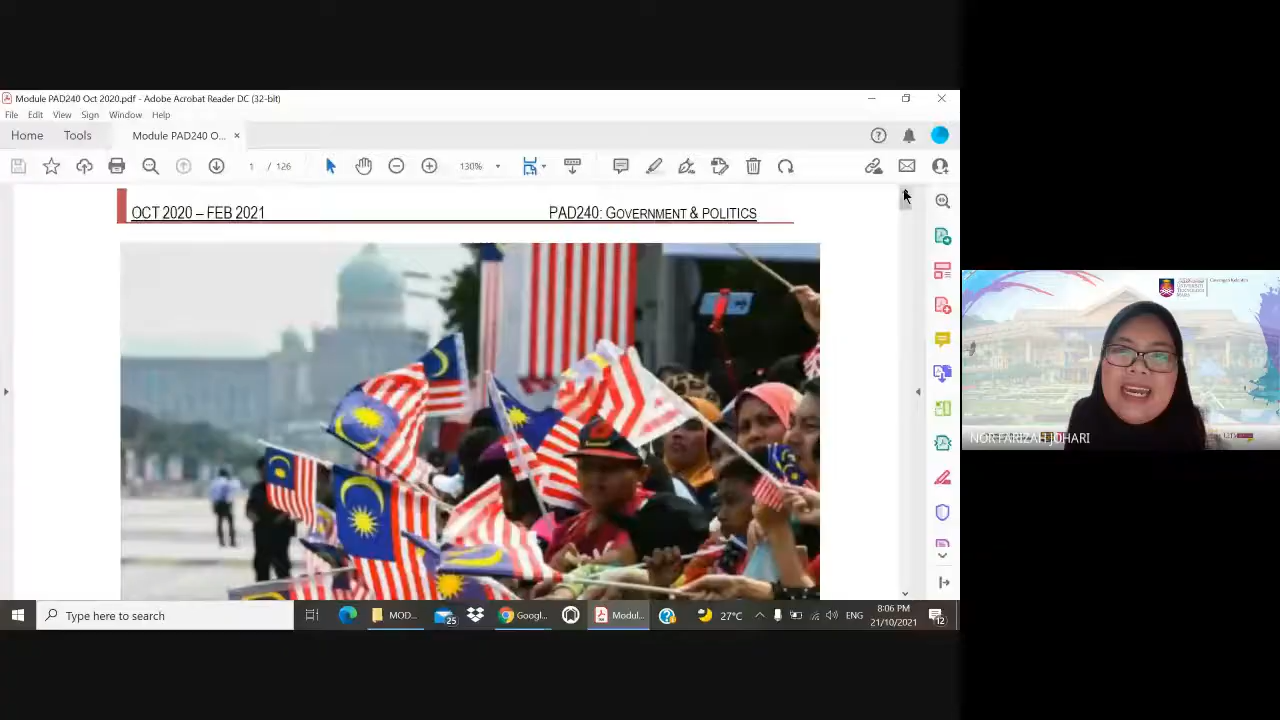 Module PAD240 Oct 2020.pdf - Adobe Acrobat Reader DC (32-bit)
File Edit View Sign Window Help
Home Tools Module PAD240 O... ×
1 / 126 130%
OCT 2020 – FEB 2021 PAD240: GOVERNMENT & POLITICS
NOR FARIZAH JOHARI
Type here to search MOD... 25 Googl... Modul... 27°C ENG 8:06 PM 21/10/2021 12